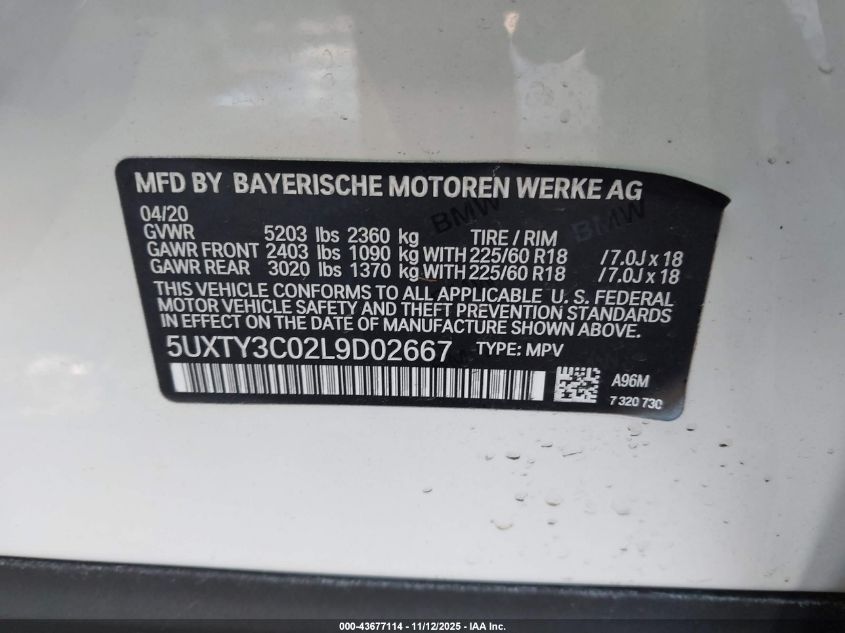 MFD BY BAYERISCHE MOTOREN WERKE AG
04/20
GVWR 5203 lbs 2360 kg TIRE / RIM
GAWR FRONT 2403 lbs 1090 kg WITH 225/60 R18 / 7.0J x 18
GAWR REAR 3020 lbs 1370 kg WITH 225/60 R18 / 7.0J x 18
THIS VEHICLE CONFORMS TO ALL APPLICABLE U. S. FEDERAL
MOTOR VEHICLE SAFETY AND THEFT PREVENTION STANDARDS
IN EFFECT ON THE DATE OF MANUFACTURE SHOWN ABOVE.
5UXTY3C02L9D02667 TYPE: MPV
A96M
7 320 730
BMW
BMW
000-43677114 - 11/12/2025 - IAA Inc.